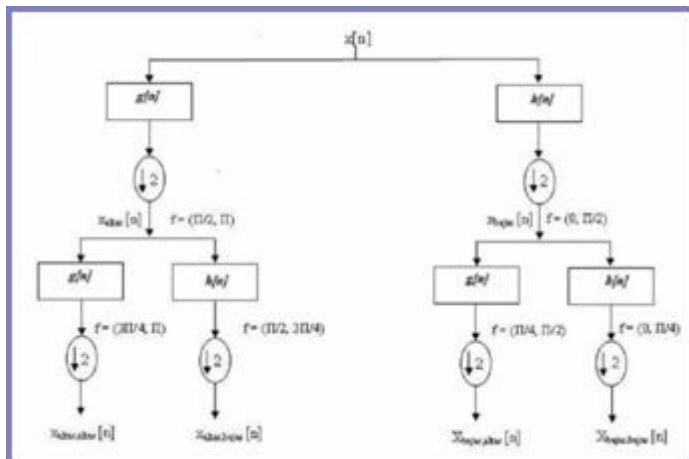 x[n]
g[n] h[n]
↓2 ↓2
[n] f = (Π/2, Π) [n] f = (0, Π/2)
g[n] h[n] g[n] h[n]
f = (3Π/4, Π) f = (Π/2, 3Π/4) f = (Π/4, Π/2) f = (0, Π/4)
↓2 ↓2 ↓2 ↓2
[n] [n] [n] [n]